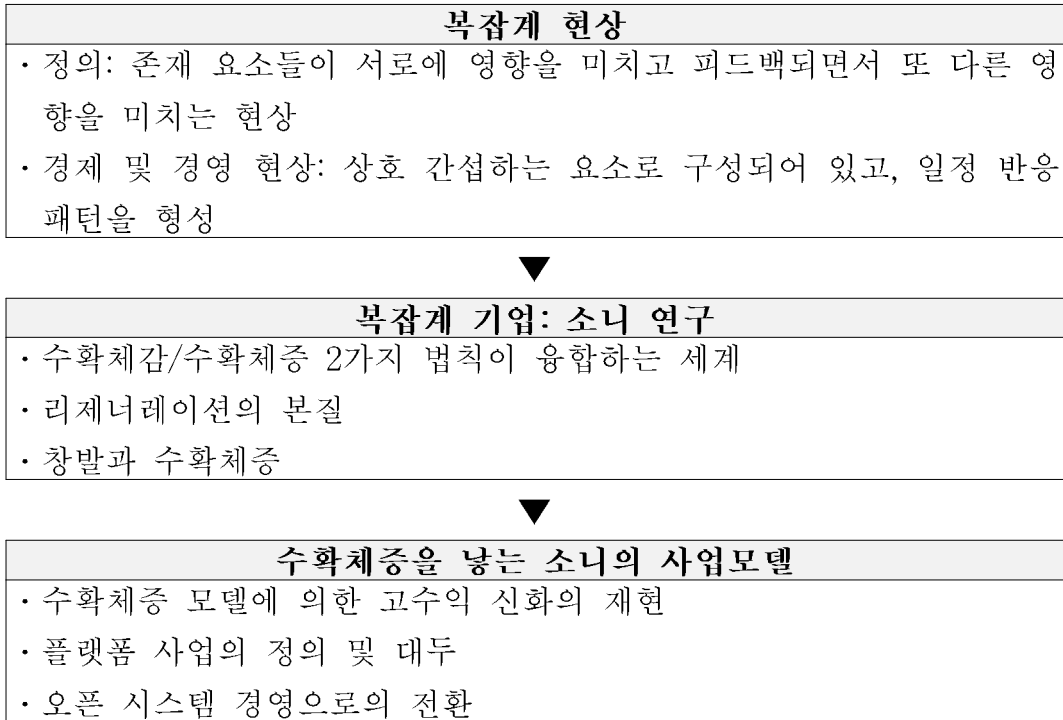 복잡계 현상
· 정의: 존재 요소들이 서로에 영향을 미치고 피드백되면서 또 다른 영
향을 미치는 현상
· 경제 및 경영 현상: 상호 간섭하는 요소로 구성되어 있고, 일정 반응
패턴을 형성
▼
복잡계 기업: 소니 연구
· 수확체감/수확체증 2가지 법칙이 융합하는 세계
· 리제너레이션의 본질
· 창발과 수확체증
▼
수확체증을 낳는 소니의 사업모델
· 수확체증 모델에 의한 고수익 신화의 재현
· 플랫폼 사업의 정의 및 대두
· 오픈 시스템 경영으로의 전환